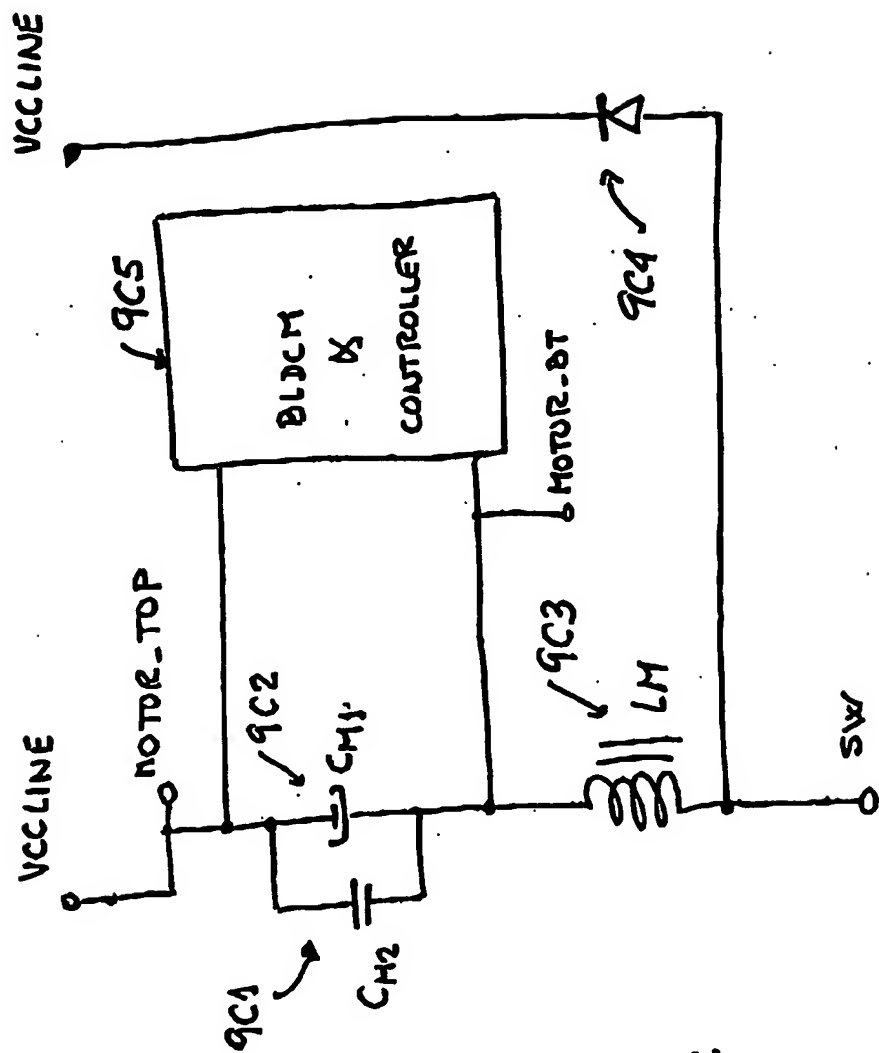 VCCLINE
VCCLINE
MOTOR_TOP
9C5
BLDCM
&
CONTROLLER
9C2
CM1
9C1
CM2
MOTOR_BT
9C3
LM
9C4
SW